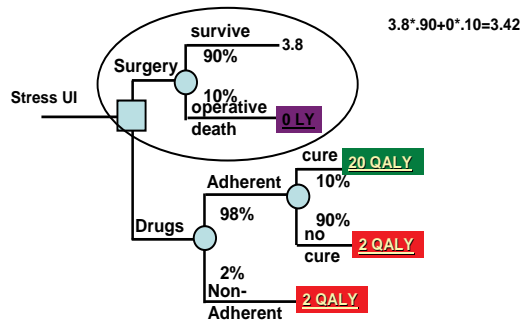 3.8*.90+0*.10=3.42
survive
3.8
90%
Surgery
Stress UI
10%
operative
death
0 LY
cure
20 QALY
10%
Adherent
98%
90%
no
cure
2 QALY
Drugs
2%
Non-
Adherent
2 QALY